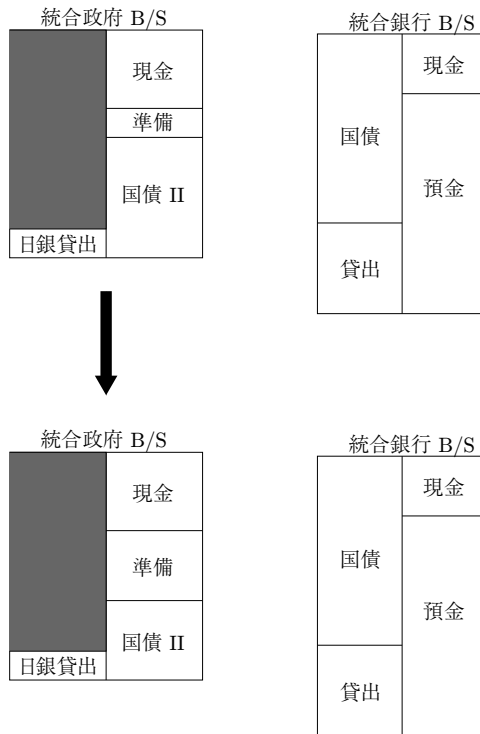 統合政府 B/S
現金
準備
国債 II
日銀貸出
統合銀行 B/S
現金
国債
預金
貸出
統合政府 B/S
現金
準備
国債 II
日銀貸出
統合銀行 B/S
現金
国債
預金
貸出